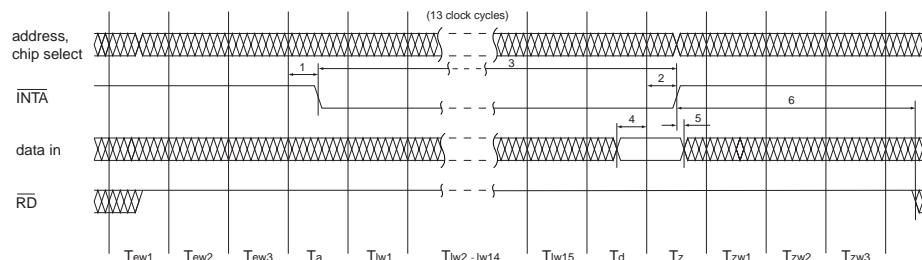 (13 clock cycles)
address,
chip select
1
3
INTA
2
6
4
5
data in
RD
Tew1 Tew2 Tew3 Ta TIw1 TIw2 - Iw14 TIw15 Td Tz Tzw1 Tzw2 Tzw3